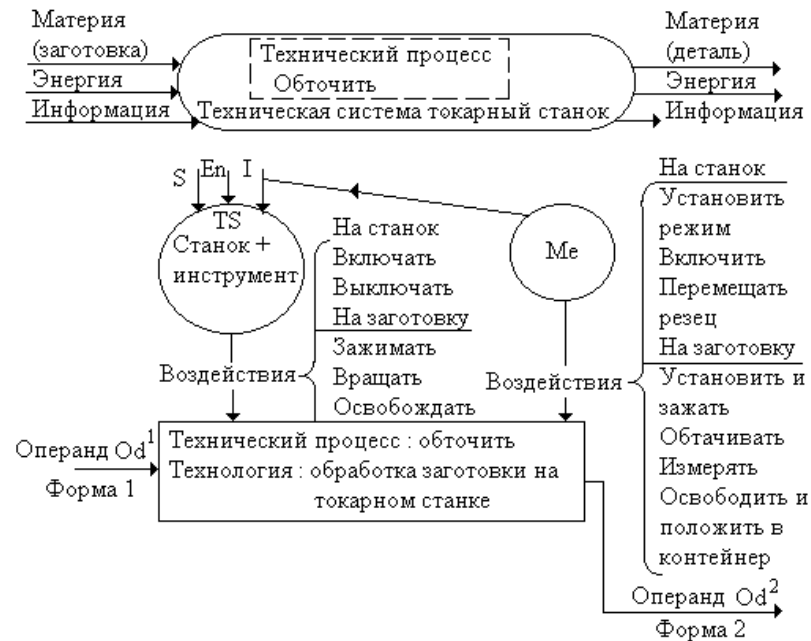 Материя
(заготовка)
Энергия
Информация
Технический процесс
Обточить
Техническая система токарный станок
Материя
(деталь)
Энергия
Информация
S
En
I
TS
Станок +
инструмент
Me
Воздействия
На станок
Включать
Выключать
На заготовку
Зажимать
Вращать
Освобождать
Воздействия
На станок
Установить
режим
Включить
Перемещать
резец
На заготовку
Установить и
зажать
Обтачивать
Измерять
Освободить и
положить в
контейнер
Операнд Od¹
Форма 1
Технический процесс : обточить
Технология : обработка заготовки на
токарном станке
Операнд Od²
Форма 2